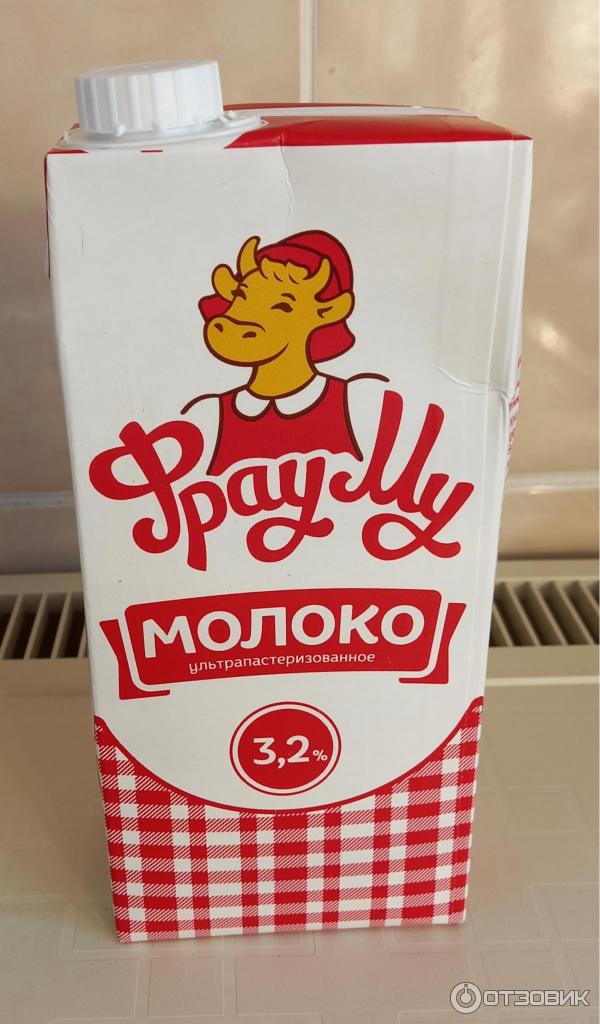 Фрау Му
МОЛОКО
ультрапастеризованное
3,2%
ОТЗОВИК